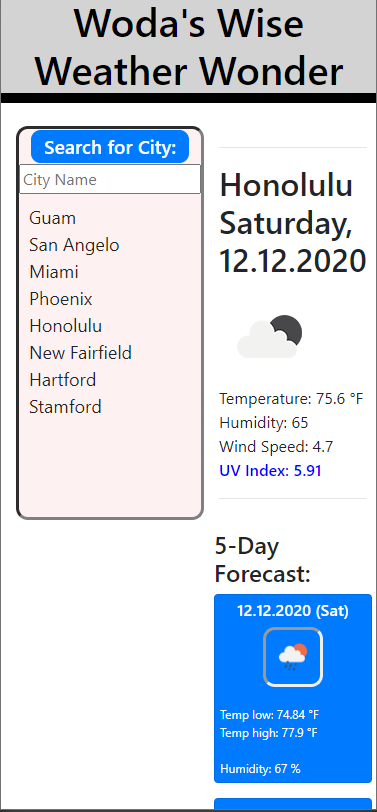 Woda's Wise
Weather Wonder
Search for City:
City Name
Guam
San Angelo
Miami
Phoenix
Honolulu
New Fairfield
Hartford
Stamford
Honolulu
Saturday,
12.12.2020
Temperature: 75.6 °F
Humidity: 65
Wind Speed: 4.7
UV Index: 5.91
5-Day
Forecast:
12.12.2020 (Sat)
Temp low: 74.84 °F
Temp high: 77.9 °F
Humidity: 67 %